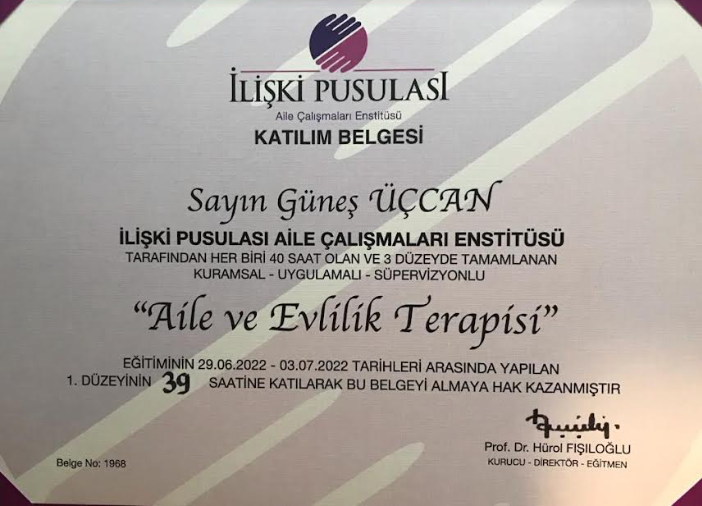 İLİŞKİ PUSULASI
Aile Çalışmaları Enstitüsü
KATILIM BELGESİ
Sayın Güneş ÜÇCAN
İLİŞKİ PUSULASI AİLE ÇALIŞMALARI ENSTİTÜSÜ
TARAFINDAN HER BİRİ 40 SAAT OLAN VE 3 DÜZEYDE TAMAMLANAN
KURAMSAL - UYGULAMALI - SÜPERVİZYONLU
“Aile ve Evlilik Terapisi”
EĞİTİMİNİN 29.06.2022 - 03.07.2022 TARİHLERİ ARASINDA YAPILAN
1. DÜZEYİNİN 39 SAATİNE KATILARAK BU BELGEYİ ALMAYA HAK KAZANMIŞTIR
Prof. Dr. Hürol FIŞILOĞLU
KURUCU - DİREKTÖR - EĞİTMEN
Belge No: 1968